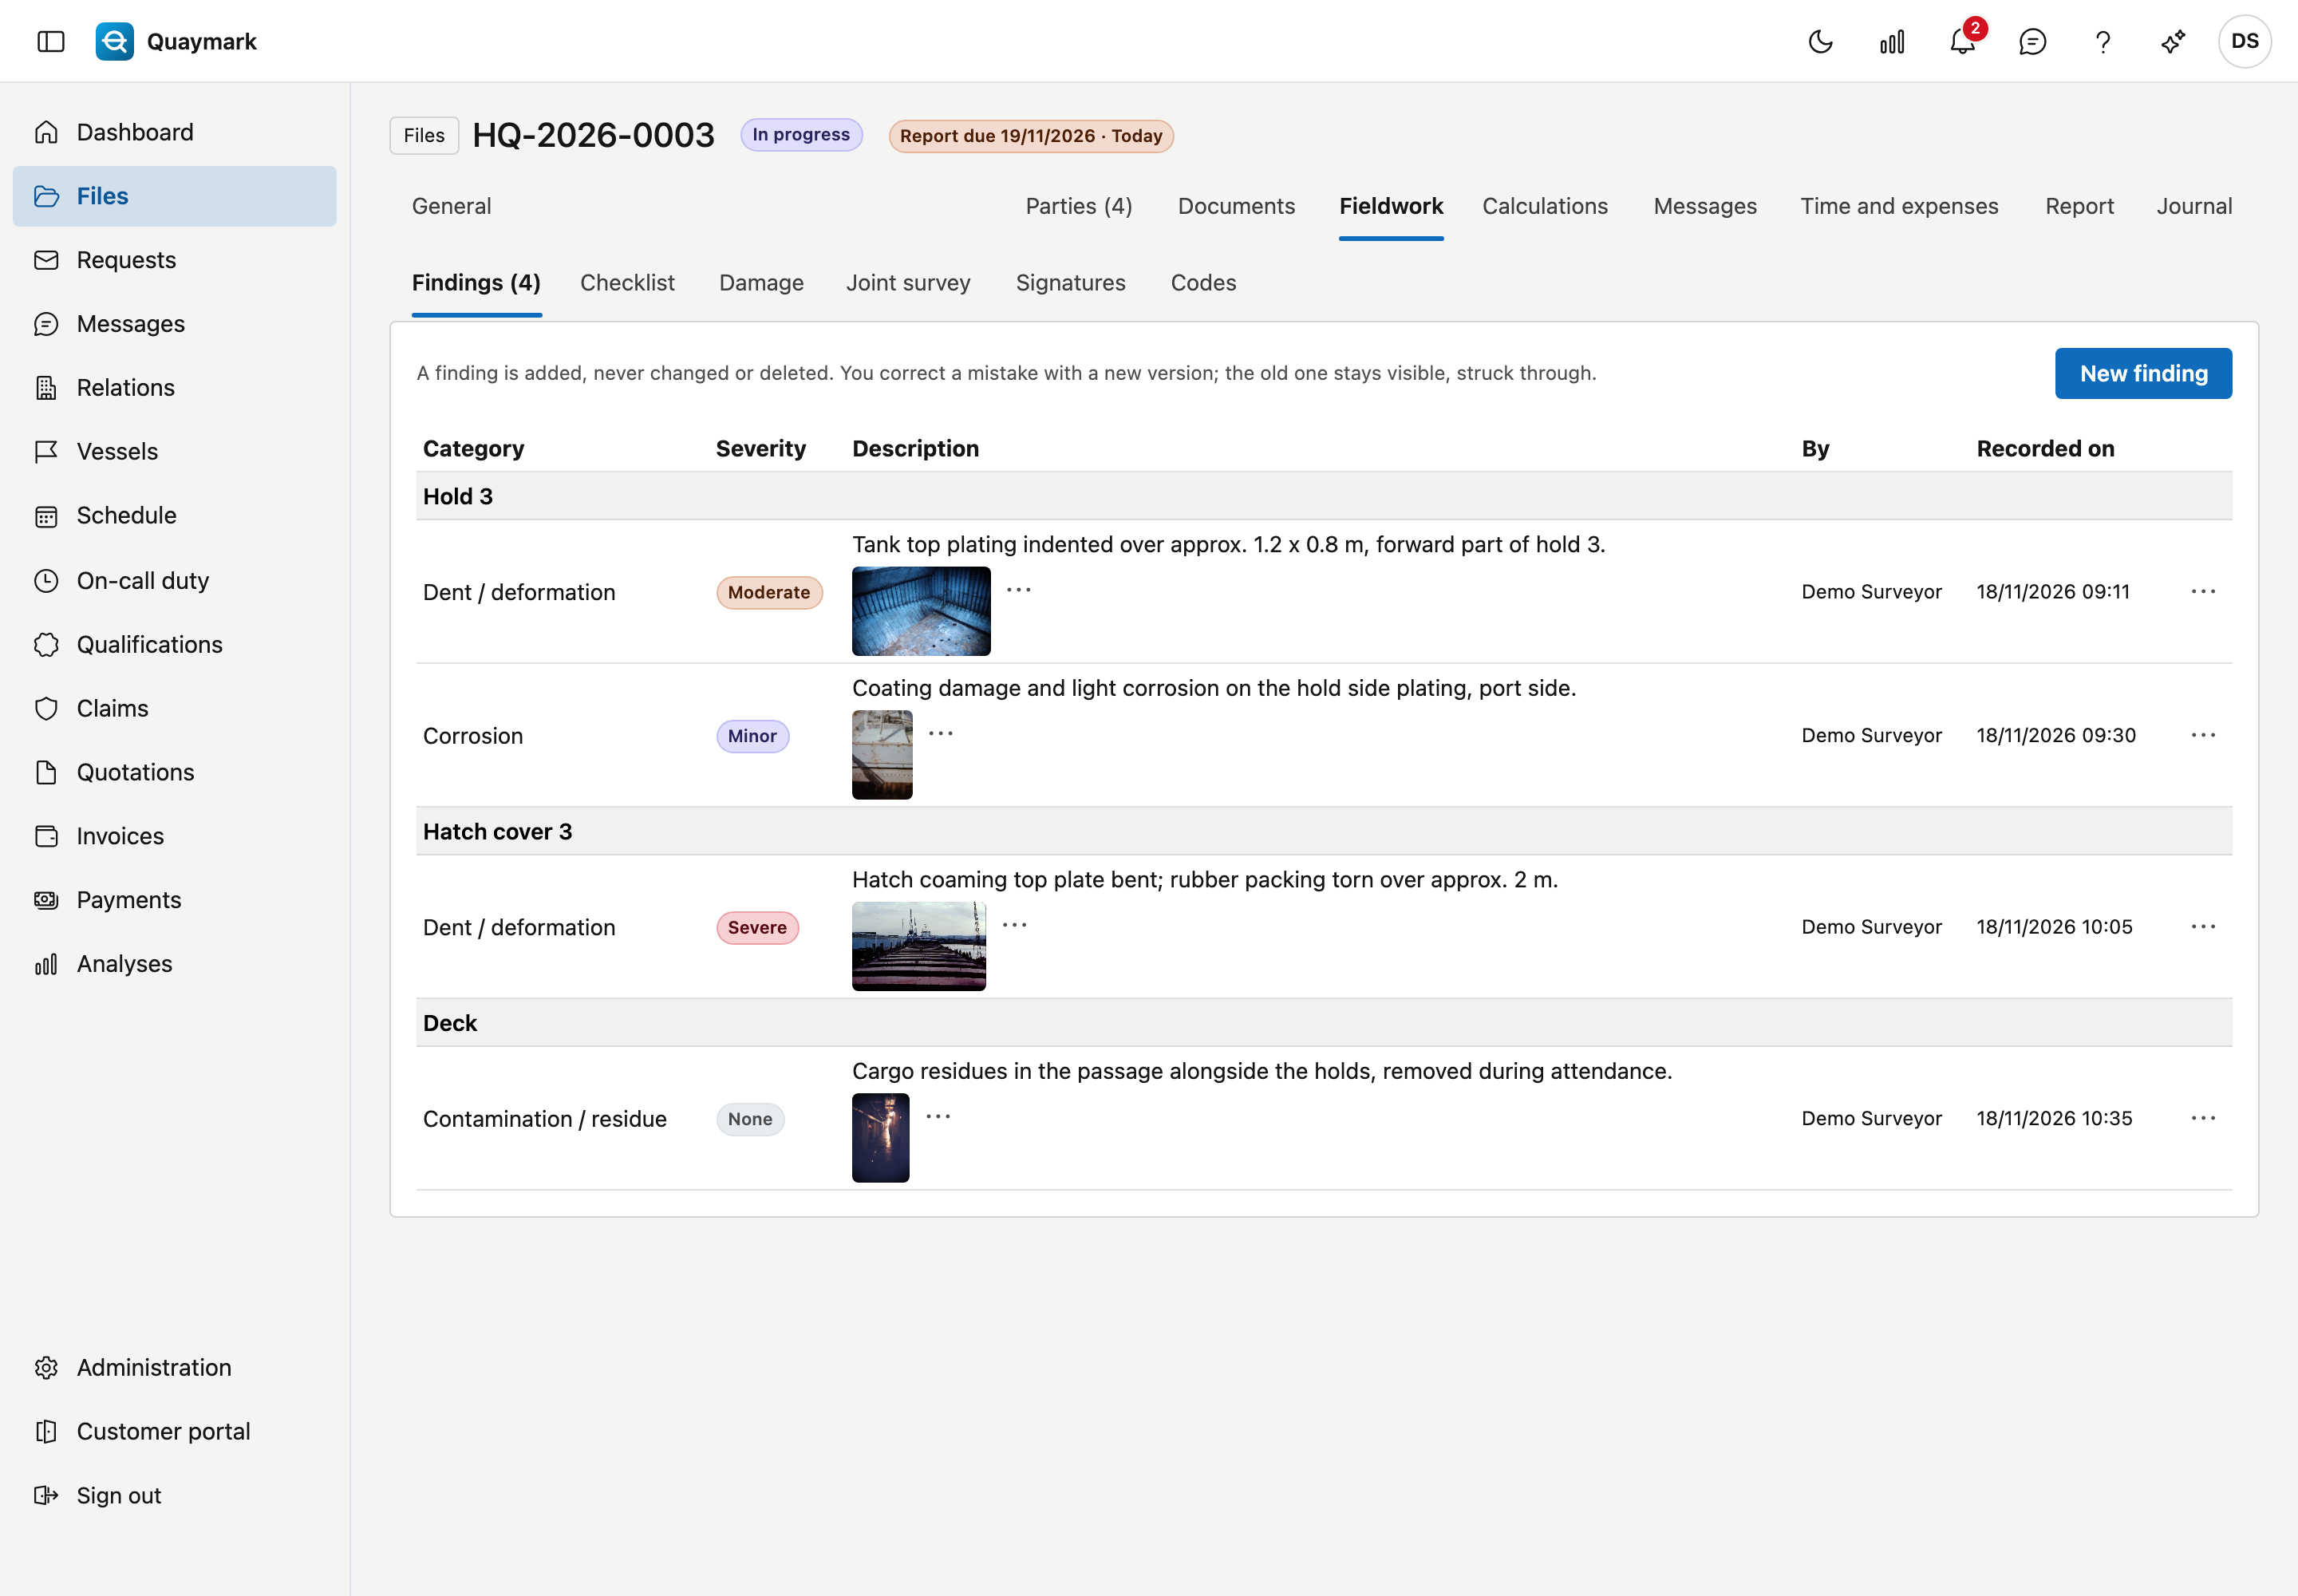 Quaymark
2
DS
Dashboard
Files
Requests
Messages
Relations
Vessels
Schedule
On-call duty
Qualifications
Claims
Quotations
Invoices
Payments
Analyses
Administration
Customer portal
Sign out
Files HQ-2026-0003 In progress Report due 19/11/2026 · Today
General Parties (4) Documents Fieldwork Calculations Messages Time and expenses Report Journal
Findings (4) Checklist Damage Joint survey Signatures Codes
A finding is added, never changed or deleted. You correct a mistake with a new version; the old one stays visible, struck through.
New finding
Category Severity Description By Recorded on
Hold 3
Tank top plating indented over approx. 1.2 x 0.8 m, forward part of hold 3.
Dent / deformation Moderate Demo Surveyor 18/11/2026 09:11
Coating damage and light corrosion on the hold side plating, port side.
Corrosion Minor Demo Surveyor 18/11/2026 09:30
Hatch cover 3
Hatch coaming top plate bent; rubber packing torn over approx. 2 m.
Dent / deformation Severe Demo Surveyor 18/11/2026 10:05
Deck
Cargo residues in the passage alongside the holds, removed during attendance.
Contamination / residue None Demo Surveyor 18/11/2026 10:35